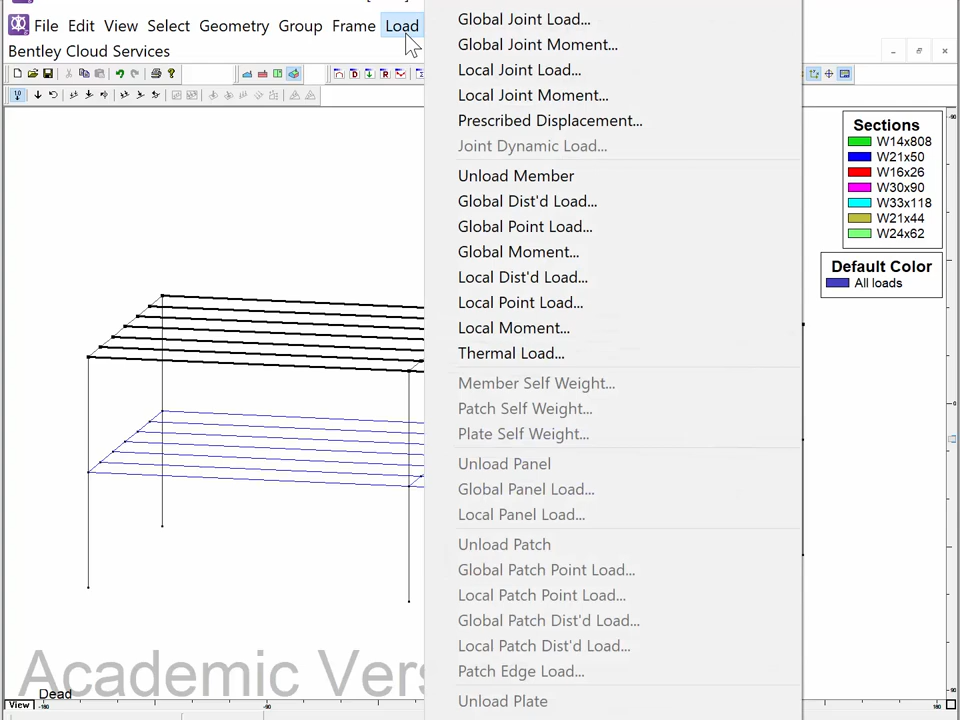 File Edit View Select Geometry Group Frame Load
Bentley Cloud Services
Global Joint Load...
Global Joint Moment...
Local Joint Load...
Local Joint Moment...
Prescribed Displacement...
Joint Dynamic Load...
Unload Member
Global Dist'd Load...
Global Point Load...
Global Moment...
Local Dist'd Load...
Local Point Load...
Local Moment...
Thermal Load...
Member Self Weight...
Patch Self Weight...
Plate Self Weight...
Unload Panel
Global Panel Load...
Local Panel Load...
Unload Patch
Global Patch Point Load...
Local Patch Point Load...
Global Patch Dist'd Load...
Local Patch Dist'd Load...
Patch Edge Load...
Unload Plate
Sections
W14x808
W21x50
W16x26
W30x90
W33x118
W21x44
W24x62
Default Color
All loads
Academic Vers
Dead
View -180 -90 180